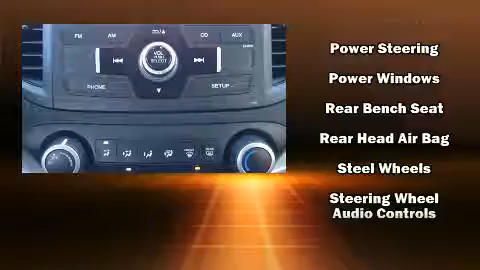 FM AM CD AUX
VOL
PUSH
SELECT
PHONE SETUP
Power Steering
Power Windows
Rear Bench Seat
Rear Head Air Bag
Steel Wheels
Steering Wheel
Audio Controls